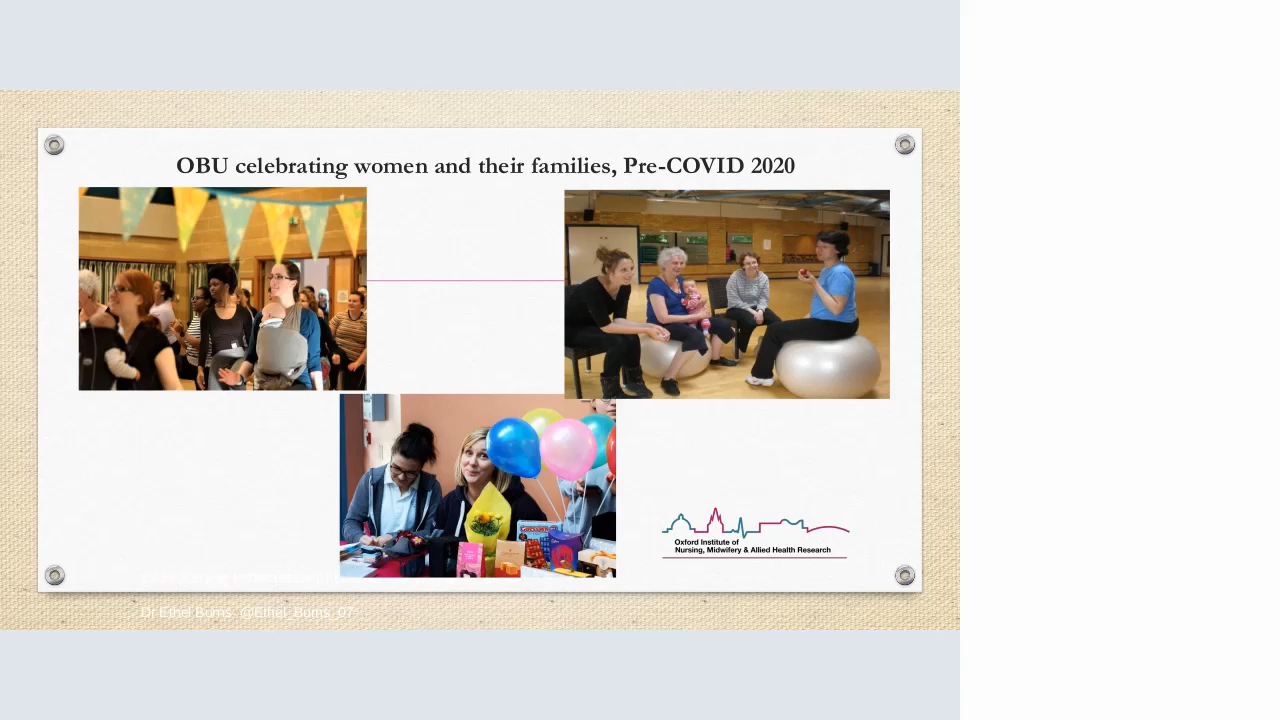 OBU celebrating women and their families, Pre-COVID 2020
Oxford Institute of
Nursing, Midwifery & Allied Health Research
Dr Ethel Burns @Ethel_Burns_07